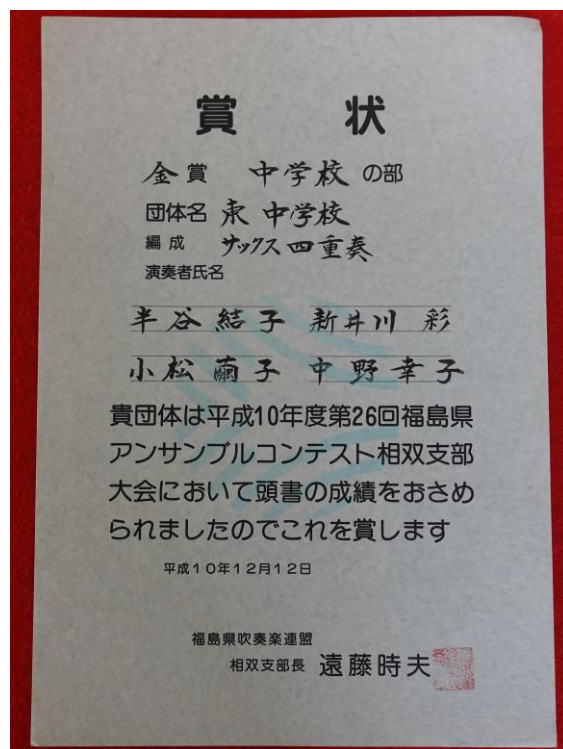 賞 状
金賞 中学校の部
団体名 東中学校
編成 サックス四重奏
演奏者氏名
半谷結子 新井川 彩
小松繭子 中野幸子
貴団体は平成10年度第26回福島県
アンサンブルコンテスト相双支部
大会において頭書の成績をおさめ
られましたのでこれを賞します
平成10年12月12日
福島県吹奏楽連盟
相双支部長 遠藤時夫